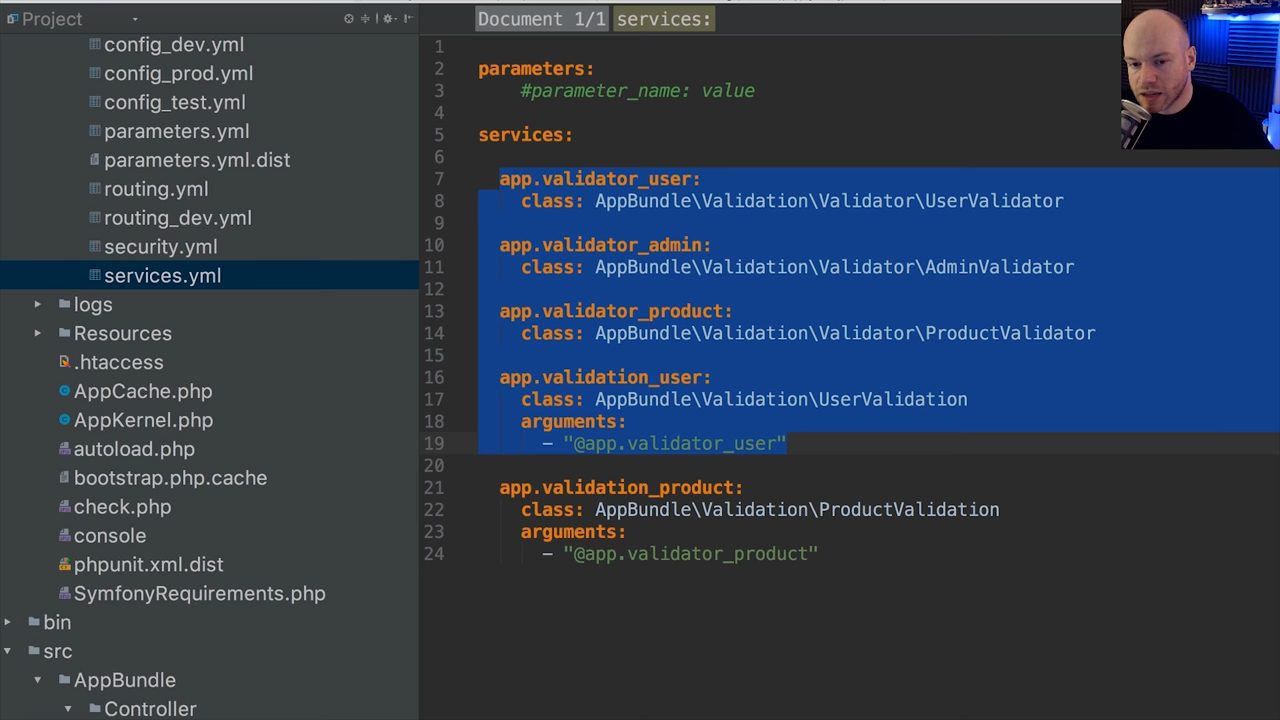 Project
config_dev.yml
config_prod.yml
config_test.yml
parameters.yml
parameters.yml.dist
routing.yml
routing_dev.yml
security.yml
services.yml
logs
Resources
.htaccess
AppCache.php
AppKernel.php
autoload.php
bootstrap.php.cache
check.php
console
phpunit.xml.dist
SymfonyRequirements.php
bin
src
AppBundle
Controller
Document 1/1 services:
1
2 parameters:
3 #parameter_name: value
4
5 services:
6
7 app.validator_user:
8 class: AppBundle\Validation\Validator\UserValidator
9
10 app.validator_admin:
11 class: AppBundle\Validation\Validator\AdminValidator
12
13 app.validator_product:
14 class: AppBundle\Validation\Validator\ProductValidator
15
16 app.validation_user:
17 class: AppBundle\Validation\UserValidation
18 arguments:
19 - "@app.validator_user"
20
21 app.validation_product:
22 class: AppBundle\Validation\ProductValidation
23 arguments:
24 - "@app.validator_product"